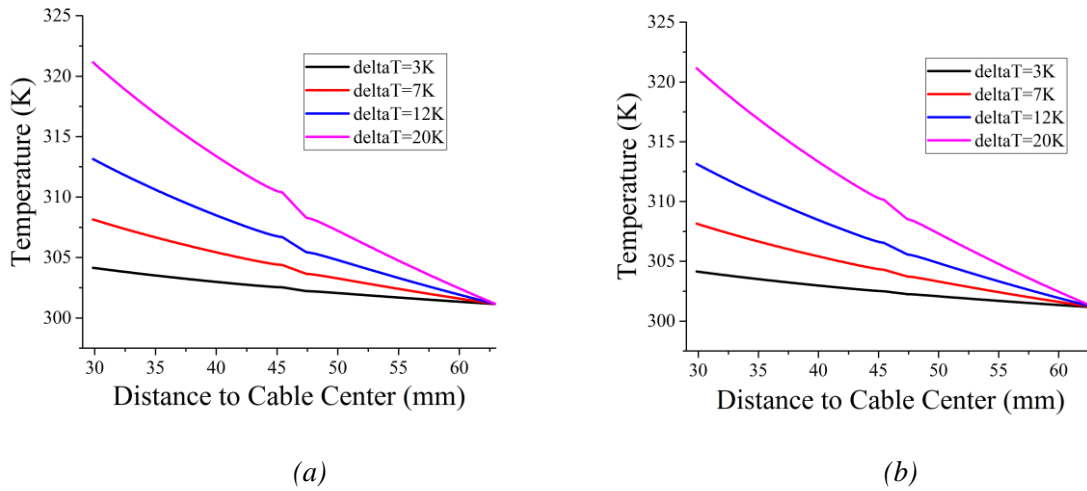 325
320
315
310
305
300
Temperature (K)
deltaT=3K
deltaT=7K
deltaT=12K
deltaT=20K
30 35 40 45 50 55 60
Distance to Cable Center (mm)
(a)
325
320
315
310
305
300
Temperature (K)
deltaT=3K
deltaT=7K
deltaT=12K
deltaT=20K
30 35 40 45 50 55 60
Distance to Cable Center (mm)
(b)